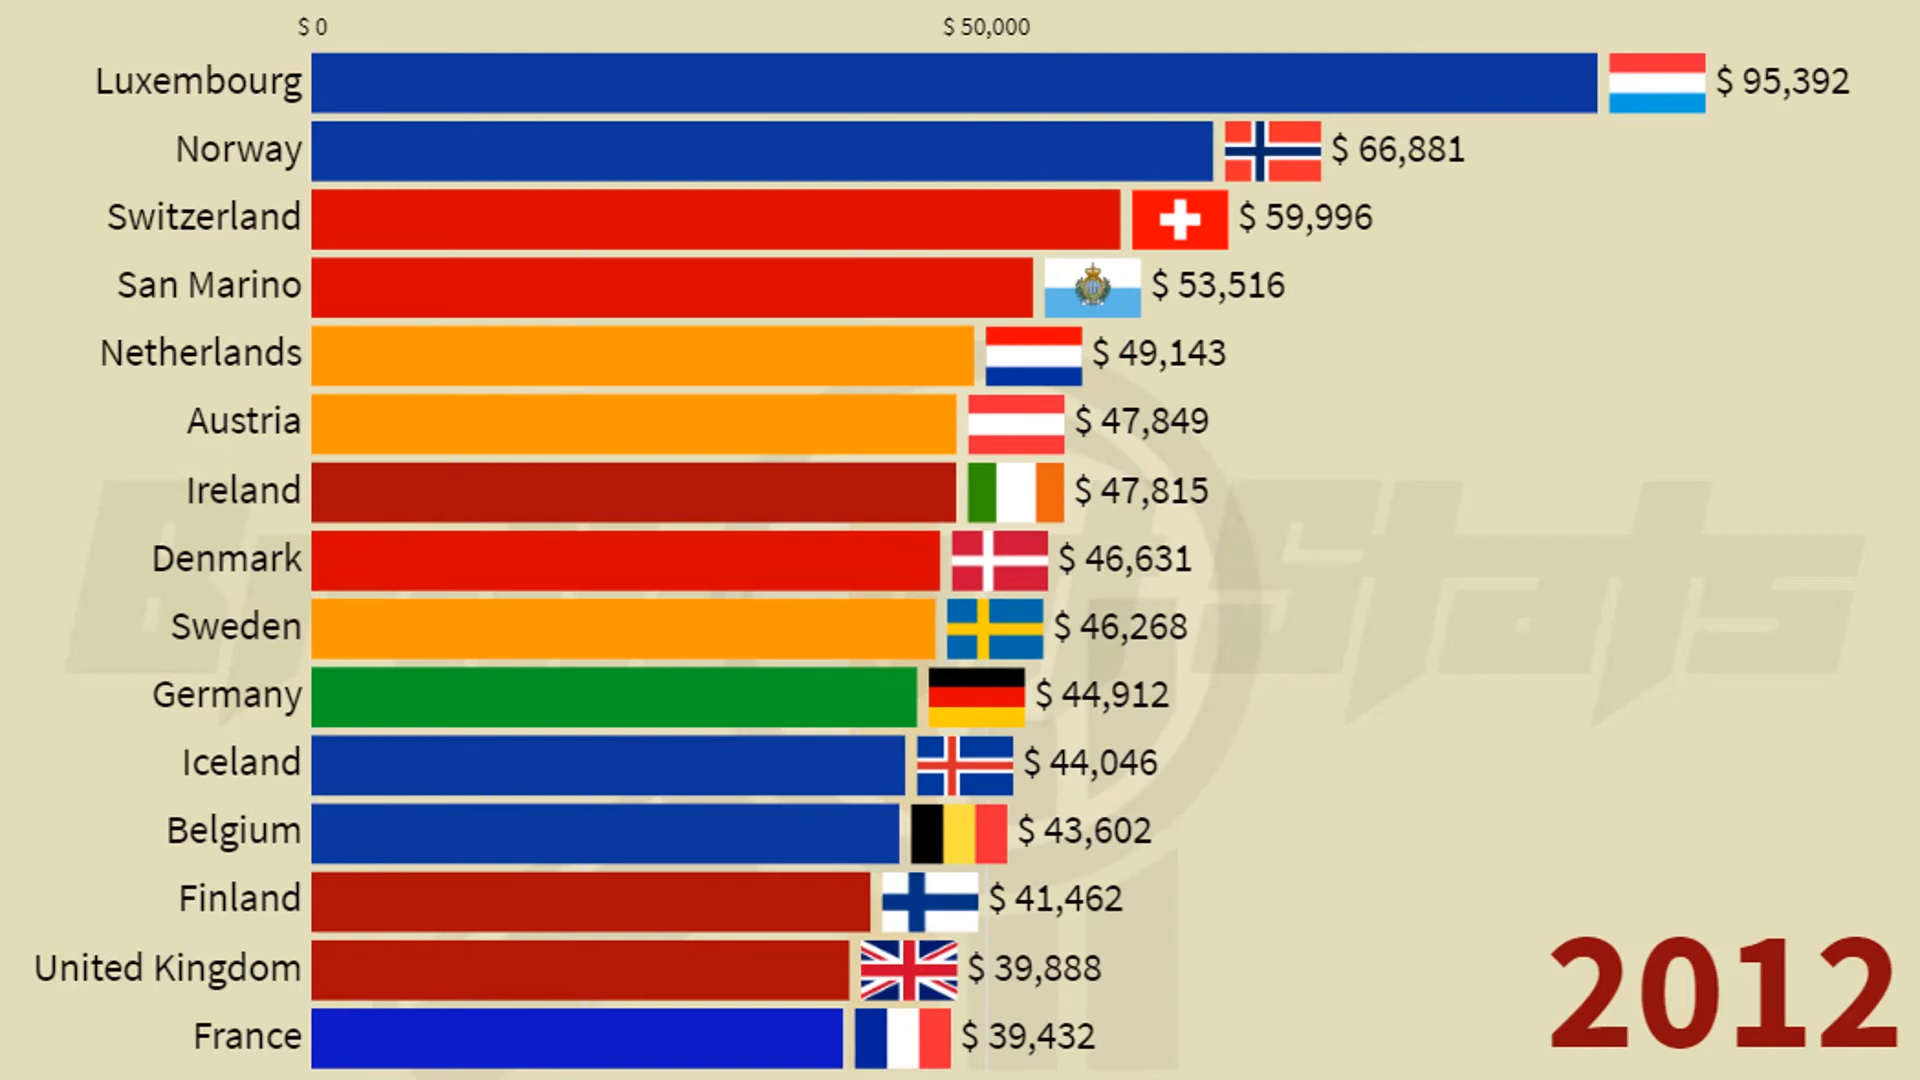 $ 0
$ 50,000
Luxembourg $ 95,392
Norway $ 66,881
Switzerland $ 59,996
San Marino $ 53,516
Netherlands $ 49,143
Austria $ 47,849
Ireland $ 47,815
Denmark $ 46,631
Sweden $ 46,268
Germany $ 44,912
Iceland $ 44,046
Belgium $ 43,602
Finland $ 41,462
United Kingdom $ 39,888
France $ 39,432
2012
Stats